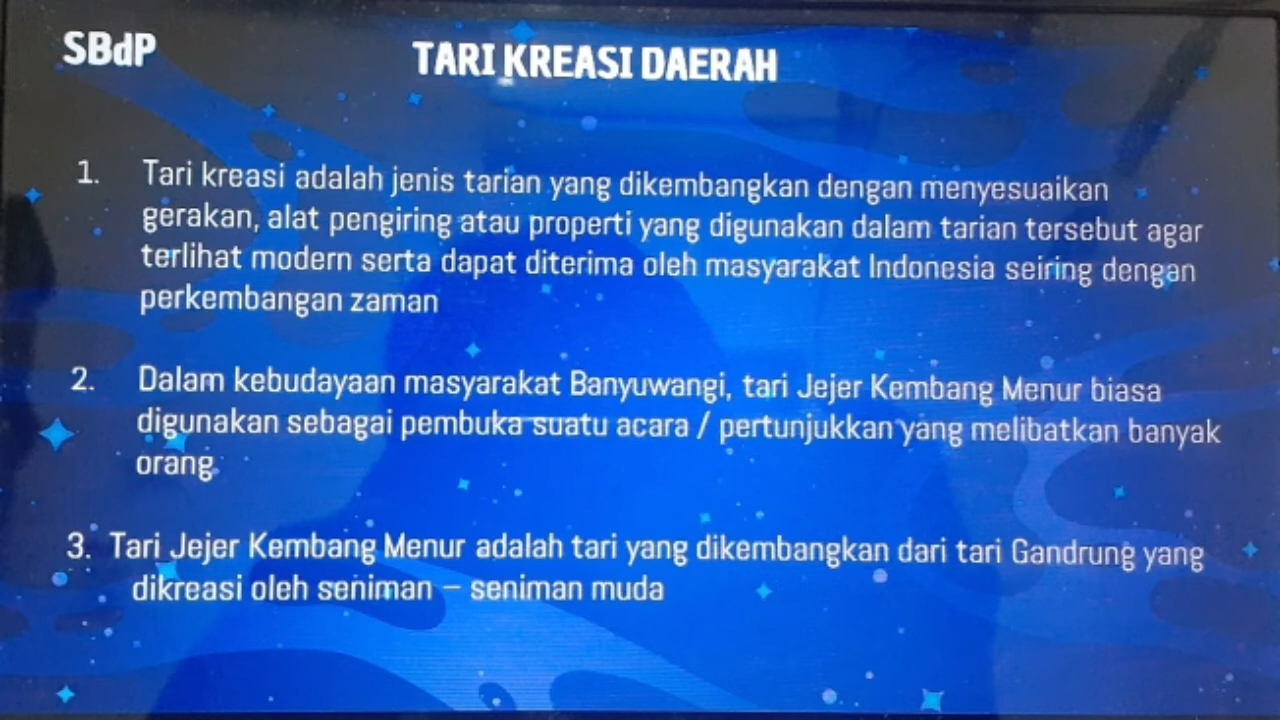 SBdP
TARI KREASI DAERAH
1. Tari kreasi adalah jenis tarian yang dikembangkan dengan menyesuaikan
gerakan, alat pengiring atau properti yang digunakan dalam tarian tersebut agar
terlihat modern serta dapat diterima oleh masyarakat Indonesia seiring dengan
perkembangan zaman
2. Dalam kebudayaan masyarakat Banyuwangi, tari Jejer Kembang Menur biasa
digunakan sebagai pembuka suatu acara / pertunjukkan yang melibatkan banyak
orang
3. Tari Jejer Kembang Menur adalah tari yang dikembangkan dari tari Gandrung yang
dikreasi oleh seniman – seniman muda